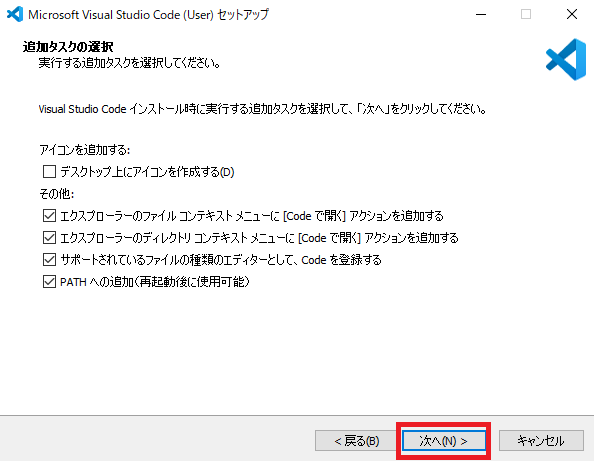 Microsoft Visual Studio Code (User) セットアップ
追加タスクの選択
実行する追加タスクを選択してください。
Visual Studio Code インストール時に実行する追加タスクを選択して、「次へ」をクリックしてください。
アイコンを追加する:
デスクトップ上にアイコンを作成する(D)
その他:
エクスプローラーのファイル コンテキスト メニューに [Code で開く] アクションを追加する
エクスプローラーのディレクトリ コンテキスト メニューに [Code で開く] アクションを追加する
サポートされているファイルの種類のエディターとして、Code を登録する
PATH への追加（再起動後に使用可能）
< 戻る(B) 次へ(N) > キャンセル